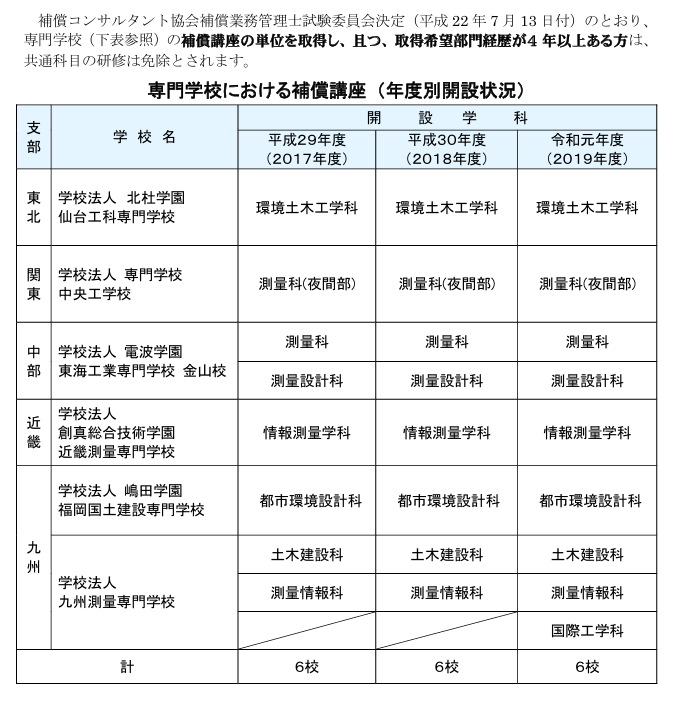 補償コンサルタント協会補償業務管理士試験委員会決定（平成 22 年 7 月 13 日付）のとおり、
専門学校（下表参照）の補償講座の単位を取得し、且つ、取得希望部門経歴が４年以上ある方は、
共通科目の研修は免除とされます。
専門学校における補償講座（年度別開設状況）
支部 学校名 開設学科
平成29年度（2017年度） 平成30年度（2018年度） 令和元年度（2019年度）
東北 学校法人 北杜学園 仙台工科専門学校 環境土木工学科 環境土木工学科 環境土木工学科
関東 学校法人 専門学校 中央工学校 測量科(夜間部) 測量科(夜間部) 測量科(夜間部)
中部 学校法人 電波学園 東海工業専門学校 金山校 測量科 測量科 測量科
測量設計科 測量設計科 測量設計科
近畿 学校法人 創真総合技術学園 近畿測量専門学校 情報測量学科 情報測量学科 情報測量学科
九州 学校法人 嶋田学園 福岡国土建設専門学校 都市環境設計科 都市環境設計科 都市環境設計科
学校法人 九州測量専門学校 土木建設科 土木建設科 土木建設科
測量情報科 測量情報科 測量情報科
国際工学科
計 6校 6校 6校